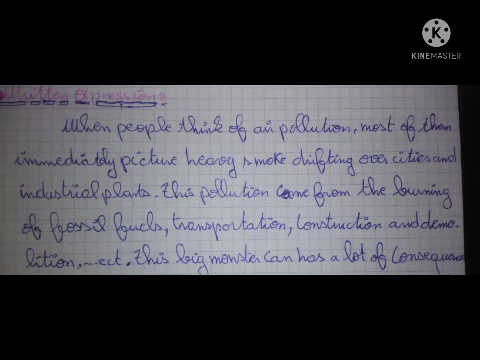 KINEMASTER
Written expression:
When people think of air pollution, most of them
immediatly picture heavy smoke drifting over cities and
industrial plants. This pollution come from the burning
of frossil fuels, transportation, construction and demo-
lition, ... ect. This big monster can has a lot of consequences